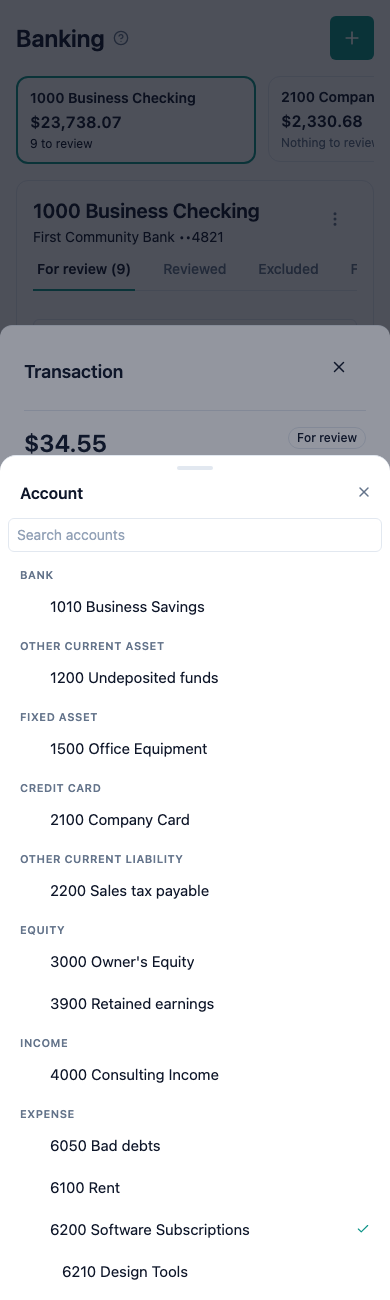 Banking
1000 Business Checking
$23,738.07
9 to review
2100 Compan
$2,330.68
Nothing to review
1000 Business Checking
First Community Bank ··4821
For review (9)
Reviewed
Excluded
F
Transaction
$34.55
For review
Account
Search accounts
BANK
1010 Business Savings
OTHER CURRENT ASSET
1200 Undeposited funds
FIXED ASSET
1500 Office Equipment
CREDIT CARD
2100 Company Card
OTHER CURRENT LIABILITY
2200 Sales tax payable
EQUITY
3000 Owner's Equity
3900 Retained earnings
INCOME
4000 Consulting Income
EXPENSE
6050 Bad debts
6100 Rent
6200 Software Subscriptions
6210 Design Tools